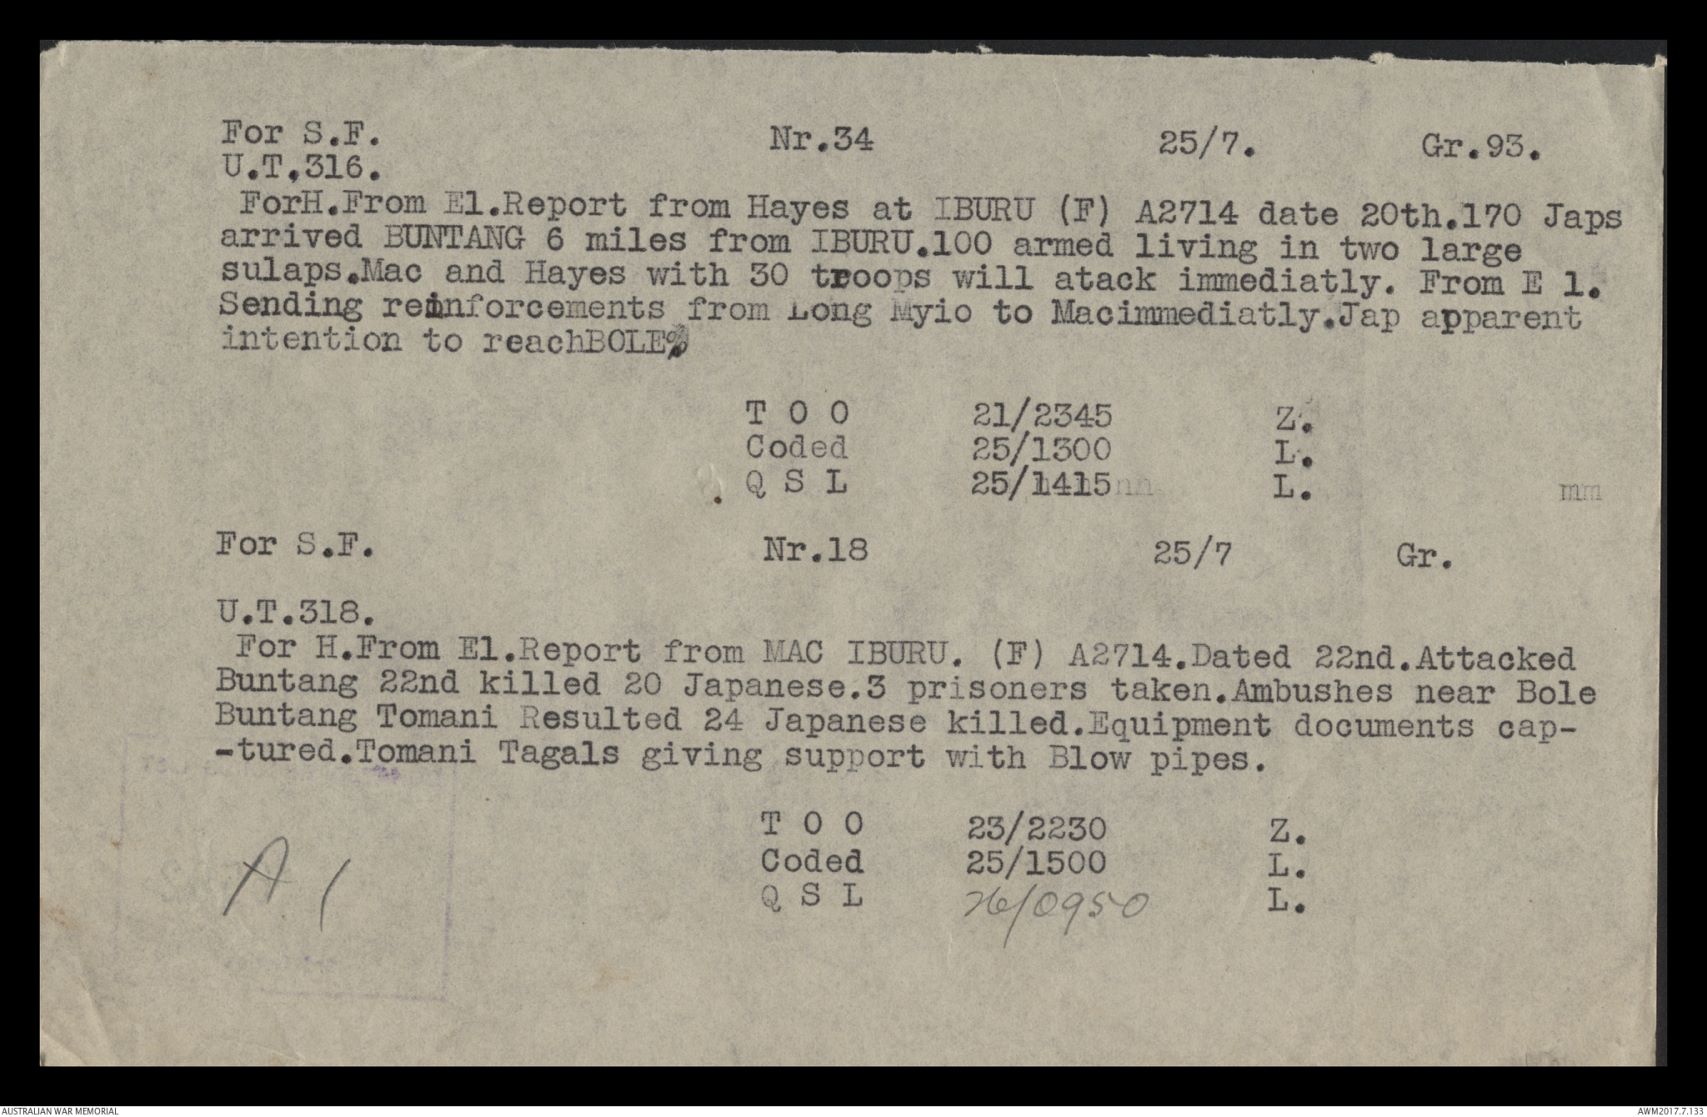 For S.F. Nr.34 25/7. Gr.93.
U.T.316.
ForH.From El.Report from Hayes at IBURU (F) A2714 date 20th.170 Japs
arrived BUNTANG 6 miles from IBURU.100 armed living in two large
sulaps.Mac and Hayes with 30 troops will atack immediatly. From E l.
Sending reinforcements from Long Myio to Macimmediatly.Jap apparent
intention to reachBOLE
T O O 21/2345 Z.
Coded 25/1300 L.
Q S L 25/1415 L. mm
For S.F. Nr.18 25/7 Gr.
U.T.318.
For H.From El.Report from MAC IBURU. (F) A2714.Dated 22nd.Attacked
Buntang 22nd killed 20 Japanese.3 prisoners taken.Ambushes near Bole
Buntang Tomani Resulted 24 Japanese killed.Equipment documents cap-
-tured.Tomani Tagals giving support with Blow pipes.
T O O 23/2230 Z.
Coded 25/1500 L.
Q S L 26/0950 L.
A 1
AUSTRALIAN WAR MEMORIAL AWM2017.7.133